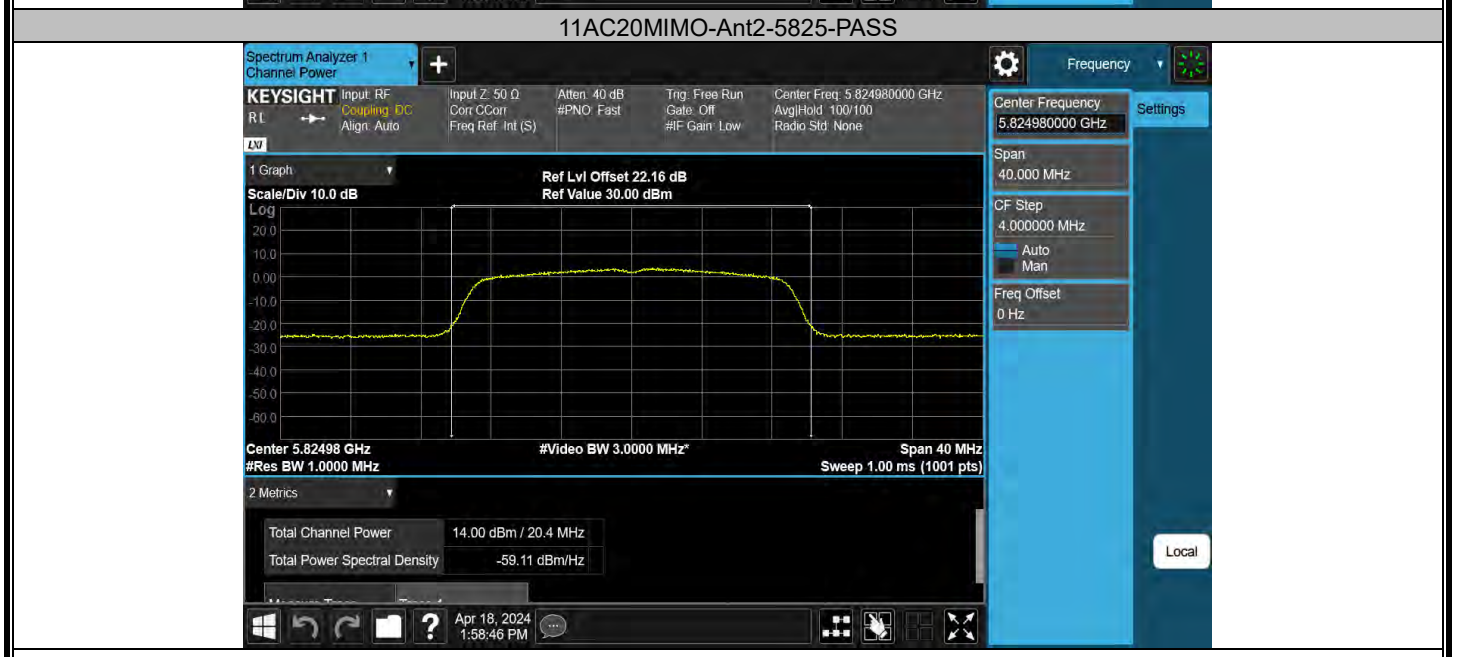 11AC20MIMO-Ant2-5825-PASS
Spectrum Analyzer 1
Channel Power
Frequency
KEYSIGHT
RL
LXI
Input: RF
Coupling: DC
Align: Auto
Input Z: 50 Ω
Corr CCorr
Freq Ref: Int (S)
Atten: 40 dB
#PNO: Fast
Trig: Free Run
Gate: Off
#IF Gain: Low
Center Freq: 5.824980000 GHz
Avg|Hold: 100/100
Radio Std: None
Center Frequency
5.824980000 GHz
Settings
Span
40.000 MHz
CF Step
4.000000 MHz
Auto
Man
Freq Offset
0 Hz
1 Graph
Scale/Div 10.0 dB
Ref Lvl Offset 22.16 dB
Ref Value 30.00 dBm
Log
20.0
10.0
0.00
-10.0
-20.0
-30.0
-40.0
-50.0
-60.0
Center 5.82498 GHz
#Video BW 3.0000 MHz*
Span 40 MHz
#Res BW 1.0000 MHz
Sweep 1.00 ms (1001 pts)
2 Metrics
Total Channel Power 14.00 dBm / 20.4 MHz
Total Power Spectral Density -59.11 dBm/Hz
Local
Apr 18, 2024
1:58:46 PM